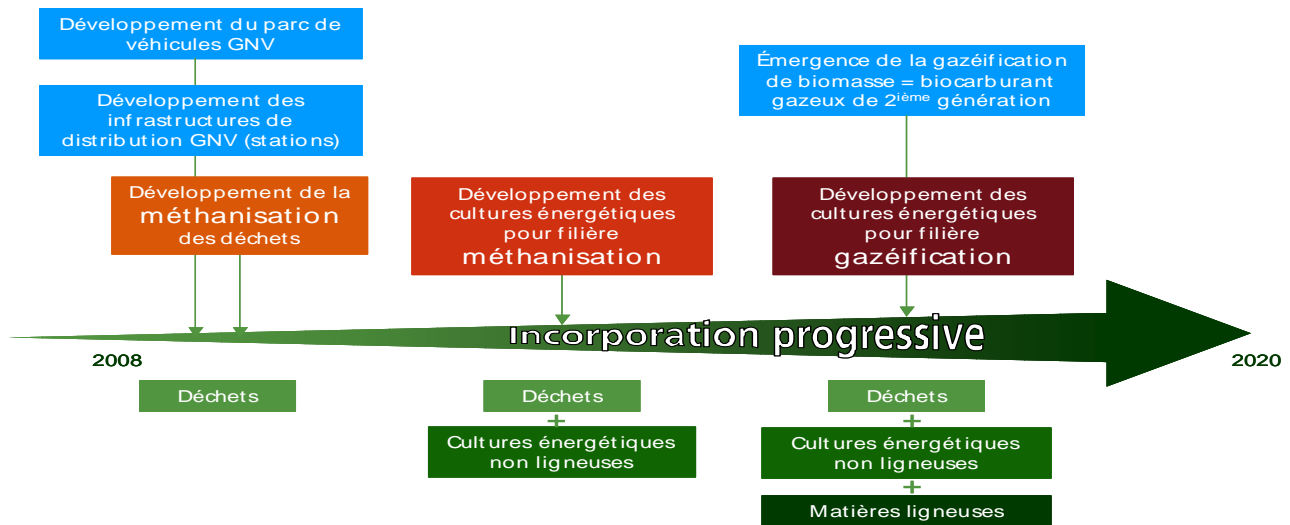 Développement du parc de
véhicules GNV
Développement des
infrastructures de
distribution GNV (stations)
Développement de la
méthanisation
des déchets
Développement des
cultures énergétiques
pour filière
méthanisation
Émergence de la gazéification
de biomasse = biocarburant
gazeux de 2ième génération
Développement des
cultures énergétiques
pour filière
gazéification
Incorporation progressive
2008
2020
Déchets
Déchets
+
Cultures énergétiques
non ligneuses
Déchets
+
Cultures énergétiques
non ligneuses
+
Matières ligneuses